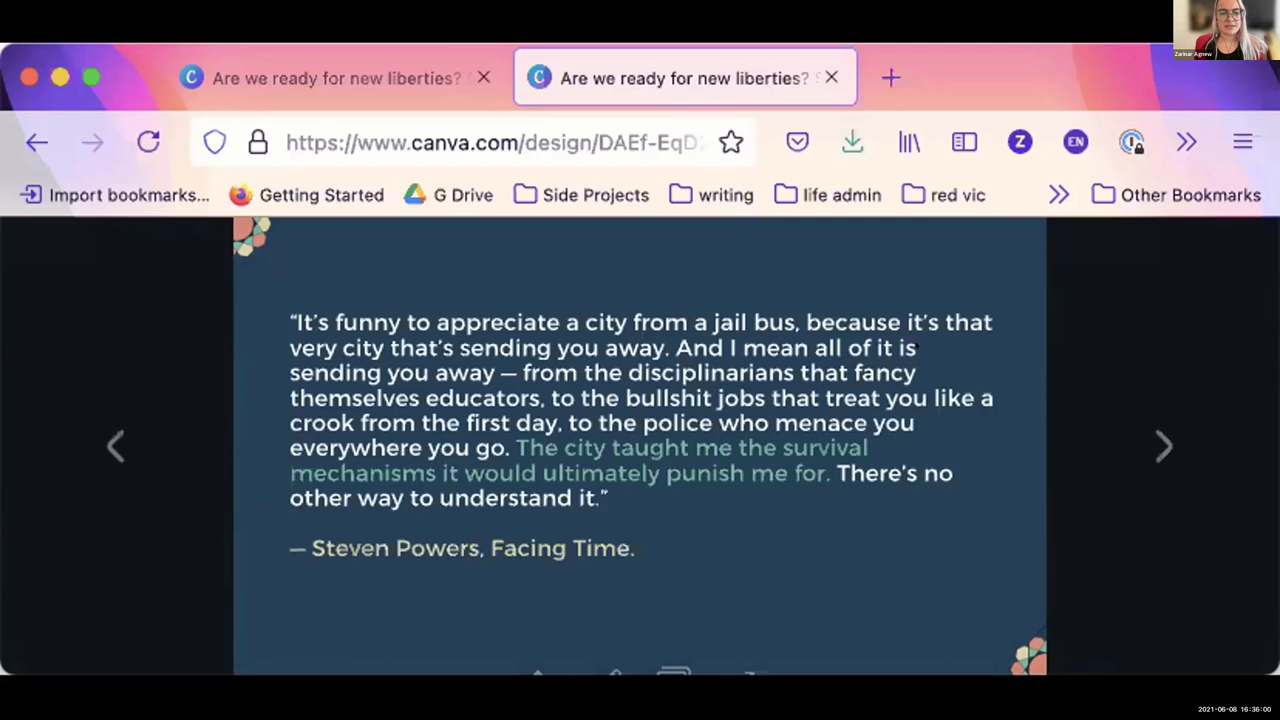 Zarinar Agnew
Are we ready for new liberties?
Are we ready for new liberties?
https://www.canva.com/design/DAEf-EqD
Z
EN
Import bookmarks...
Getting Started
G Drive
Side Projects
writing
life admin
red vic
Other Bookmarks
“It’s funny to appreciate a city from a jail bus, because it’s that
very city that’s sending you away. And I mean all of it is
sending you away — from the disciplinarians that fancy
themselves educators, to the bullshit jobs that treat you like a
crook from the first day, to the police who menace you
everywhere you go. The city taught me the survival
mechanisms it would ultimately punish me for. There’s no
other way to understand it.”
— Steven Powers, Facing Time.
2021-06-08 16:36:00